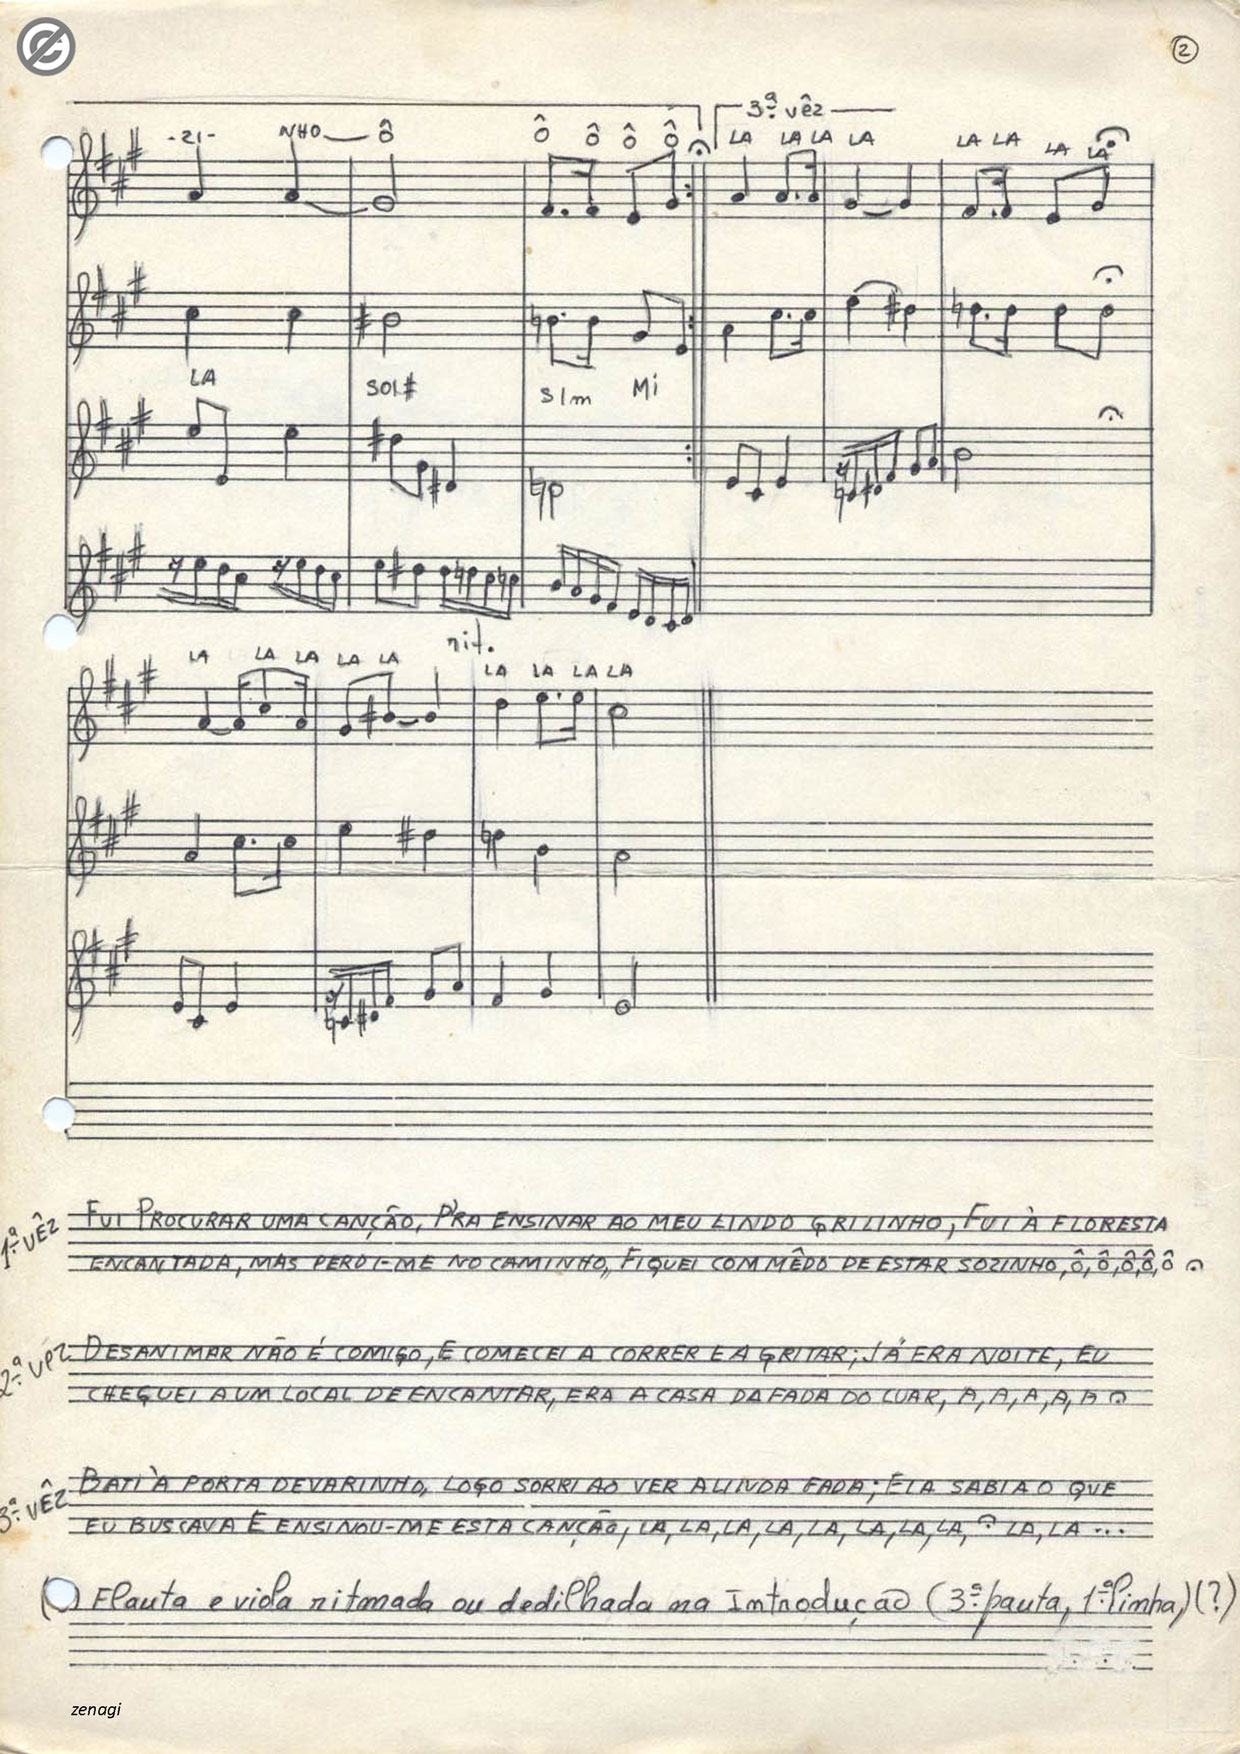 2
3ª vêz
-ZI- NHO ô ô ô ô ô LA LA LA LA LA LA LA LA
LA SOL# SIm Mi
rit.
LA LA LA LA LA LA LA LA LA
1ª vêz FUI PROCURAR UMA CANÇÃO, P'RA ENSINAR AO MEU LINDO GRILINHO, FUI À FLORESTA
ENCANTADA, MAS PERDI-ME NO CAMINHO, FIQUEI COM MÊDO DE ESTAR SOZINHO, ô, ô, ô, ô, ô
2ª vez DESANIMAR NÃO É COMIGO, E COMECEI A CORRER E A GRITAR; JÁ ERA NOITE, EU
CHEGUEI A UM LOCAL DE ENCANTAR, ERA A CASA DA FADA DO LUAR, A, A, A, A, A
3ª vêz BATI À PORTA DEVARINHO, LOGO SORRI AO VER A LINDA FADA; ELA SABIA O QUE
EU BUSCAVA E ENSINOU-ME ESTA CANÇÃO, LA, LA, LA, LA, LA, LA, LA, LA, LA, LA ...
Flauta e viola ritmada ou dedilhada na Introdução (3ª pauta, 1ª linha,) (?)
zenagi